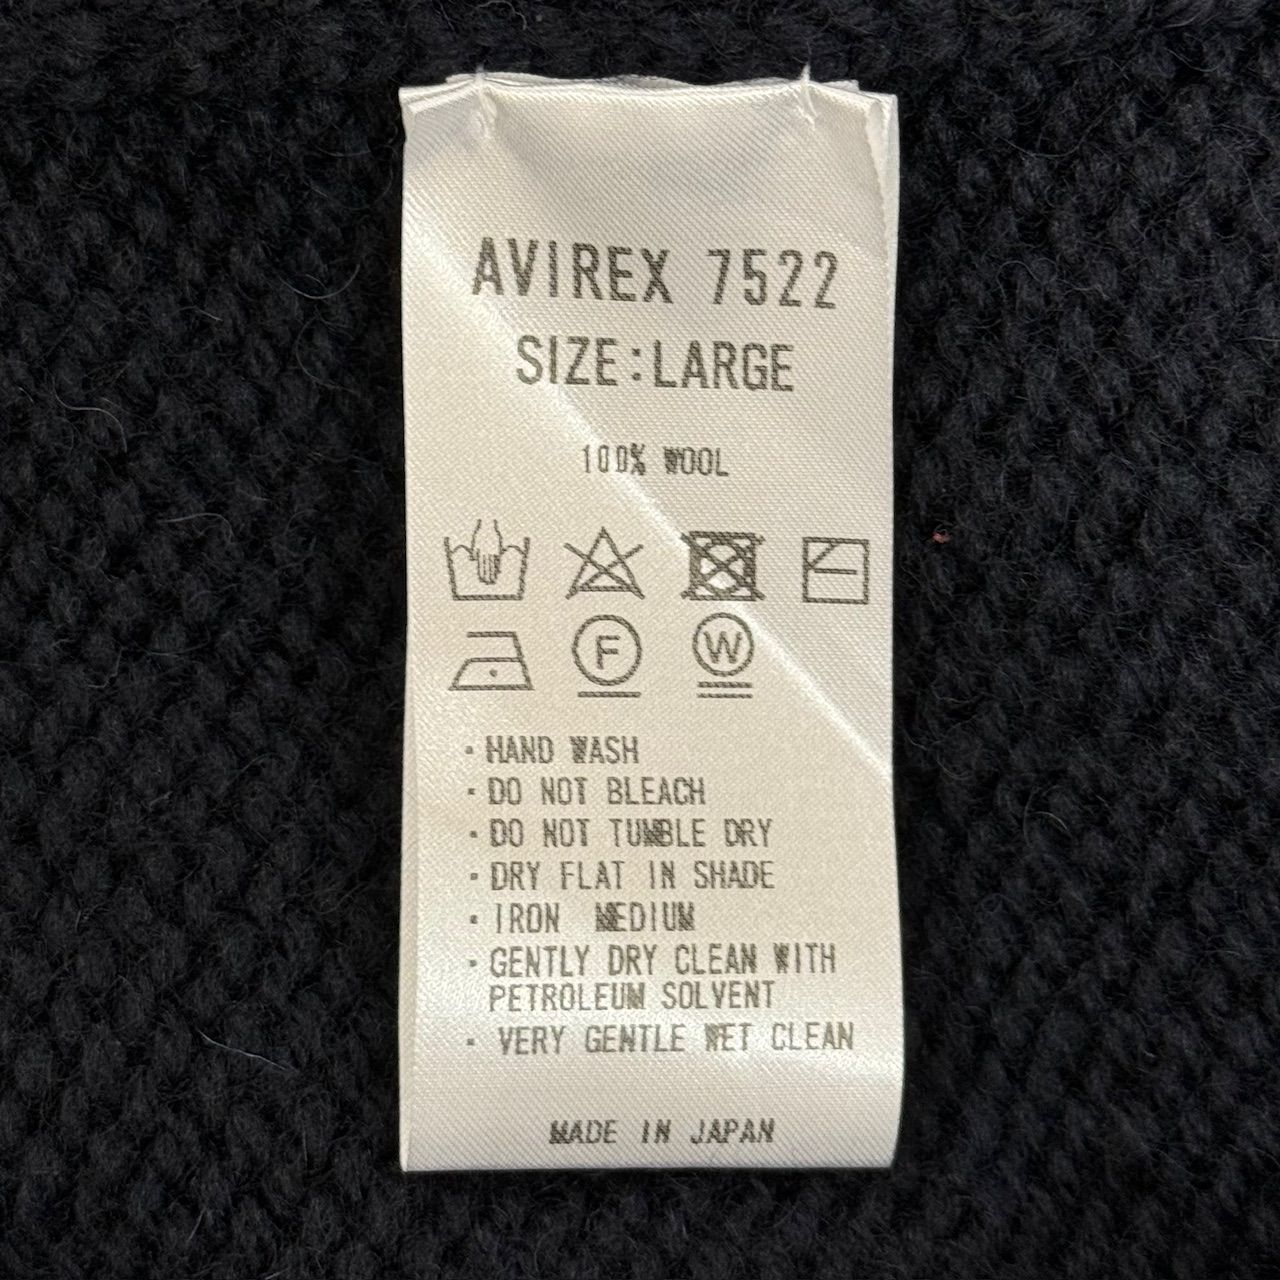 AVIREX 7522
SIZE:LARGE
100% WOOL
F W
・HAND WASH
・DO NOT BLEACH
・DO NOT TUMBLE DRY
・DRY FLAT IN SHADE
・IRON MEDIUM
・GENTLY DRY CLEAN WITH
PETROLEUM SOLVENT
・VERY GENTLE WET CLEAN
MADE IN JAPAN